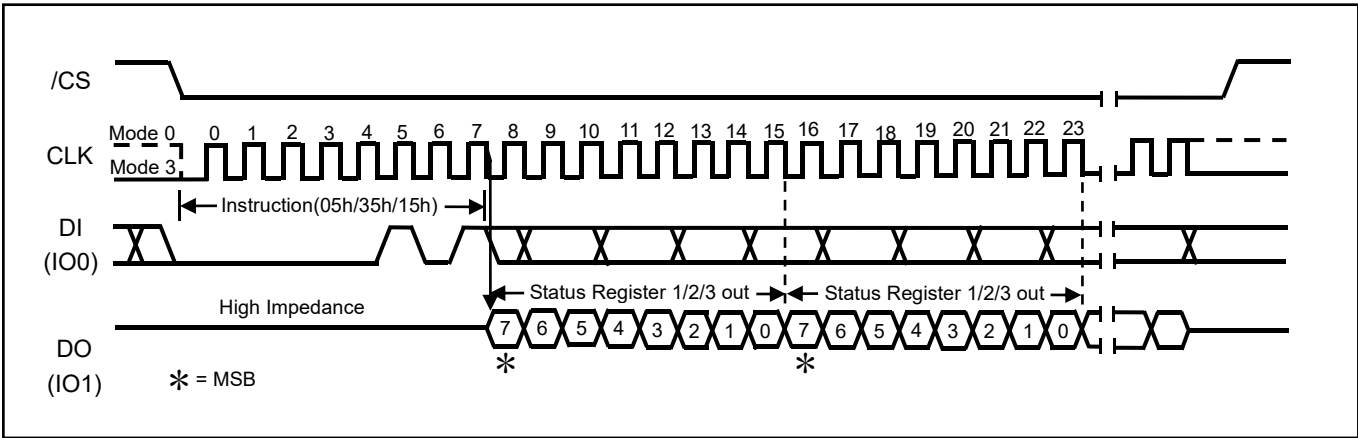 /CS
Mode 0 0 1 2 3 4 5 6 7 8 9 10 11 12 13 14 15 16 17 18 19 20 21 22 23
CLK
Mode 3
Instruction(05h/35h/15h)
DI
(IO0)
High Impedance
Status Register 1/2/3 out Status Register 1/2/3 out
7 6 5 4 3 2 1 0 7 6 5 4 3 2 1 0
DO
(IO1)
* = MSB
* *